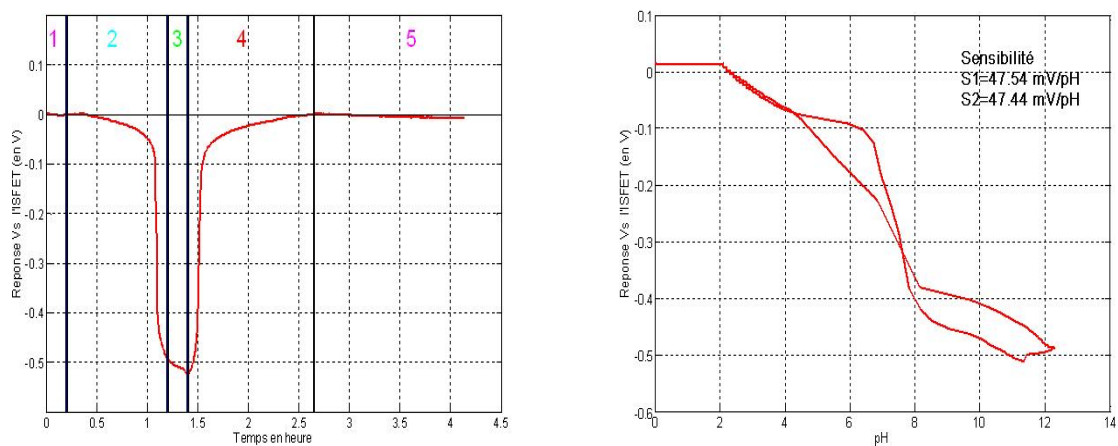 1 2 3 4 5
0.1
0
-0.1
-0.2
-0.3
-0.4
-0.5
0 0.5 1 1.5 2 2.5 3 3.5 4 4.5
Temps en heure
Reponse Vs l'ISFET (en V)
Sensibilité
S1=47.54 mV/pH
S2=47.44 mV/pH
0.1
0
-0.1
-0.2
-0.3
-0.4
-0.5
-0.6
0 2 4 6 8 10 12 14
pH
Reponse Vs l'ISFET (en V)